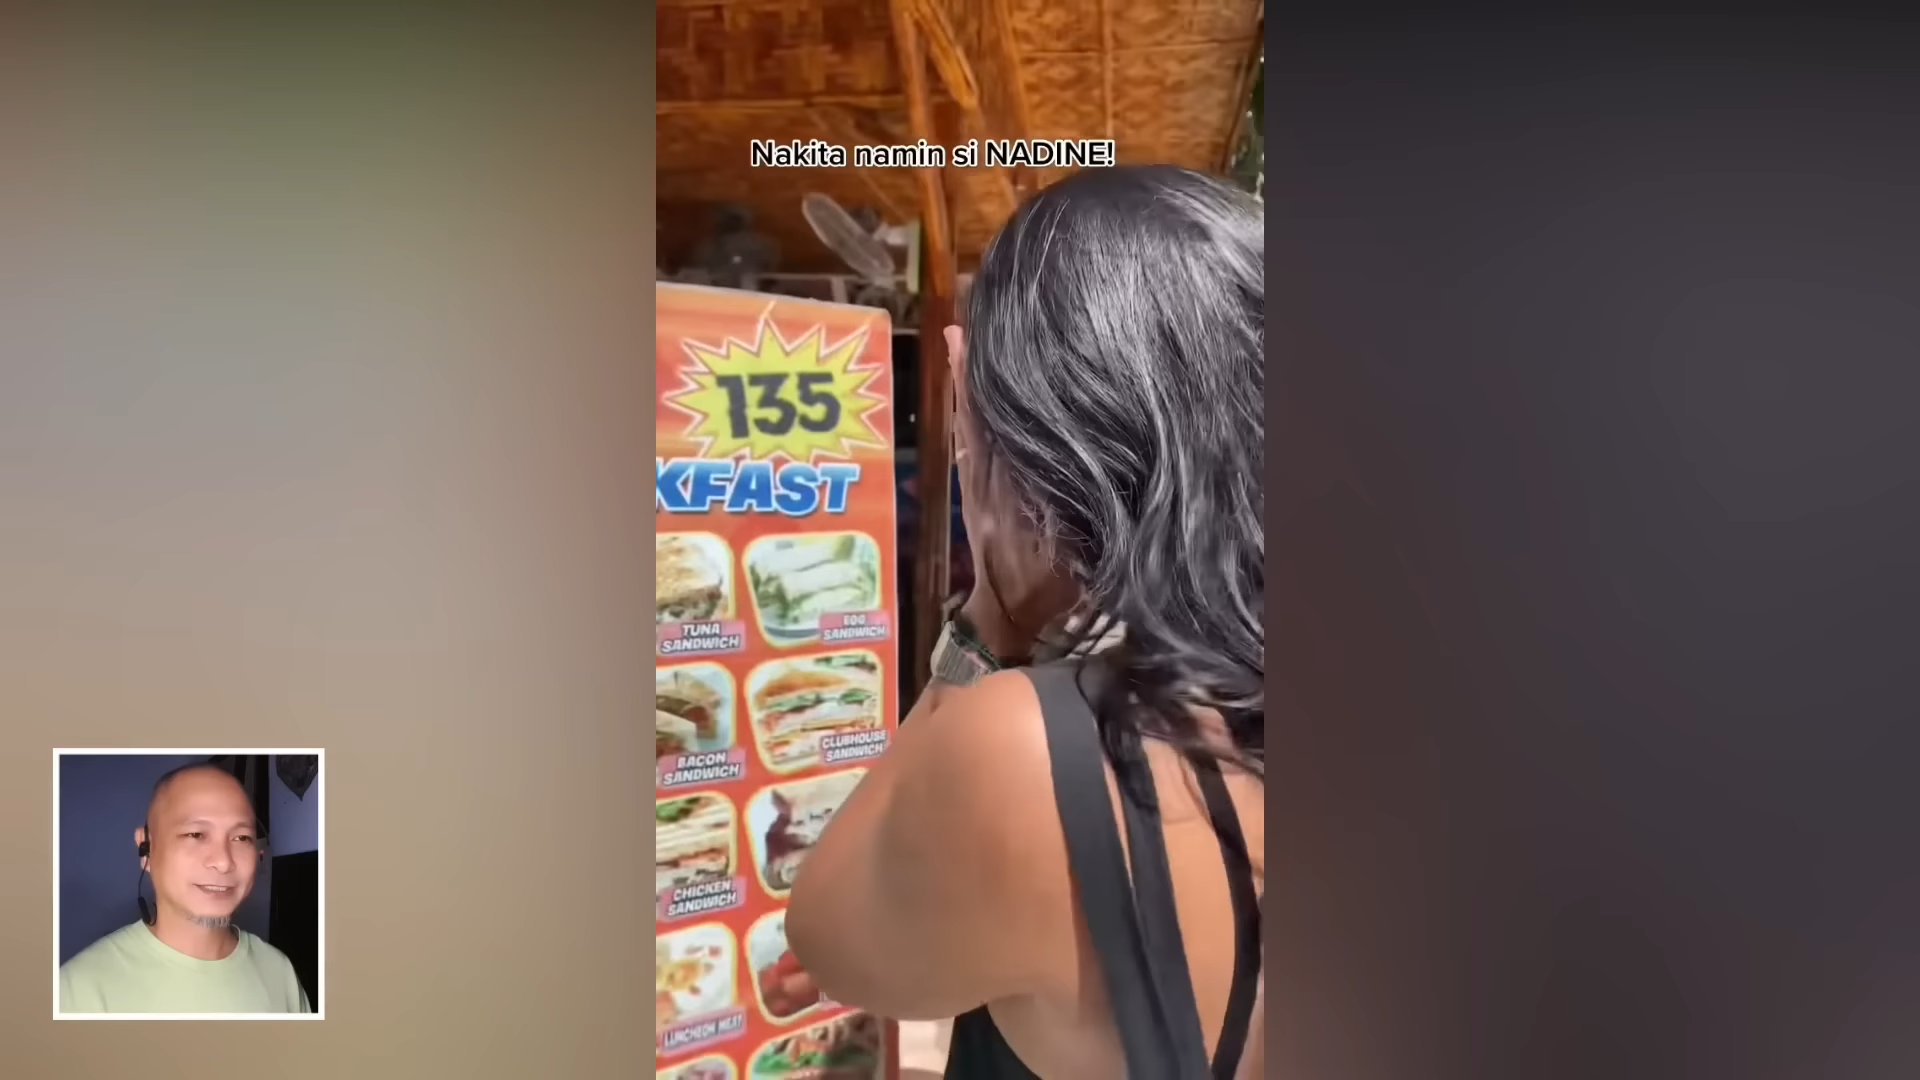 Nakita namin si NADINE!
135
KFAST
TUNA
SANDWICH
EGG
SANDWICH
BACON
SANDWICH
CLUBHOUSE
SANDWICH
CHICKEN
SANDWICH
LUNCHEON MEAT